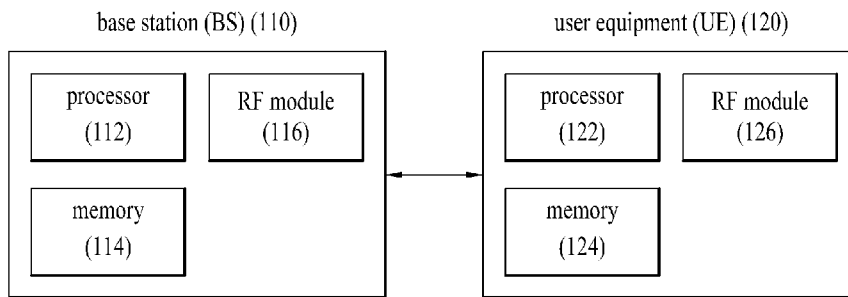 base station (BS) (110)
user equipment (UE) (120)
processor
(112)
RF module
(116)
processor
(122)
RF module
(126)
memory
(114)
memory
(124)